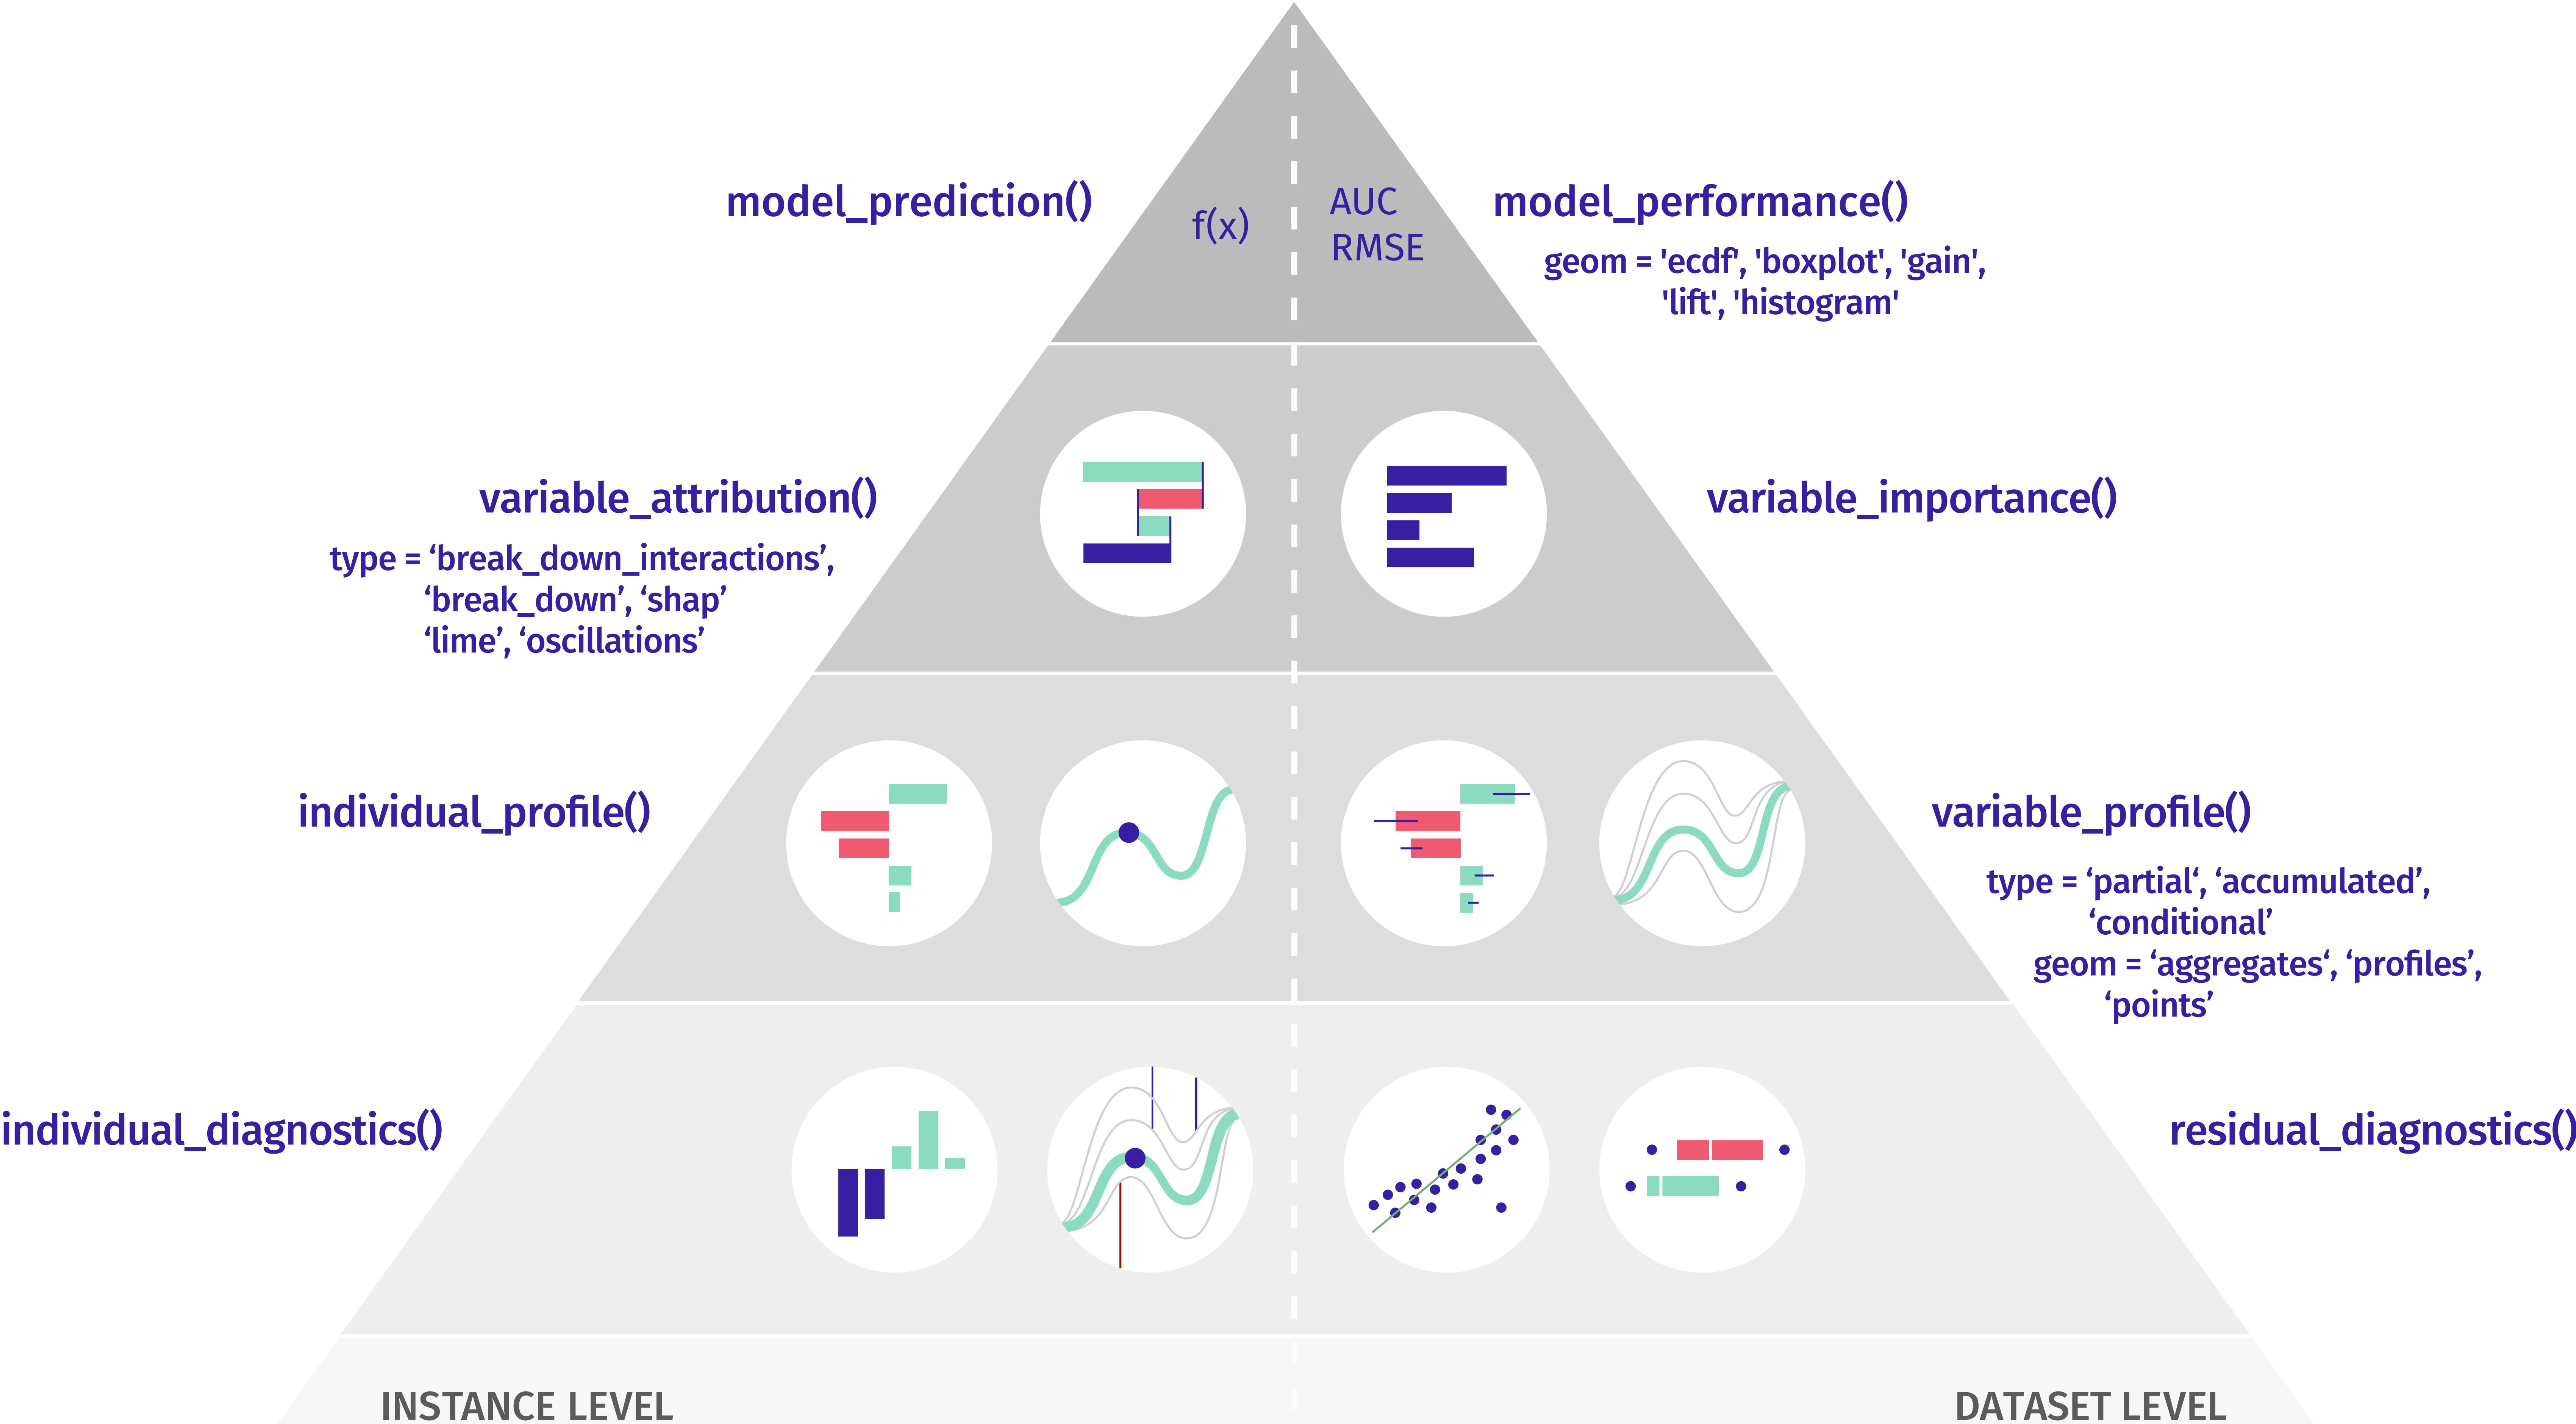 model_prediction()
f(x)
AUC
RMSE
model_performance()
geom = 'ecdf', 'boxplot', 'gain',
'lift', 'histogram'
variable_attribution()
type = ‘break_down_interactions’,
‘break_down’, ‘shap’
‘lime’, ‘oscillations’
variable_importance()
individual_profile()
variable_profile()
type = ‘partial‘, ‘accumulated’,
‘conditional’
geom = ‘aggregates‘, ‘profiles’,
‘points’
individual_diagnostics()
residual_diagnostics()
INSTANCE LEVEL
DATASET LEVEL